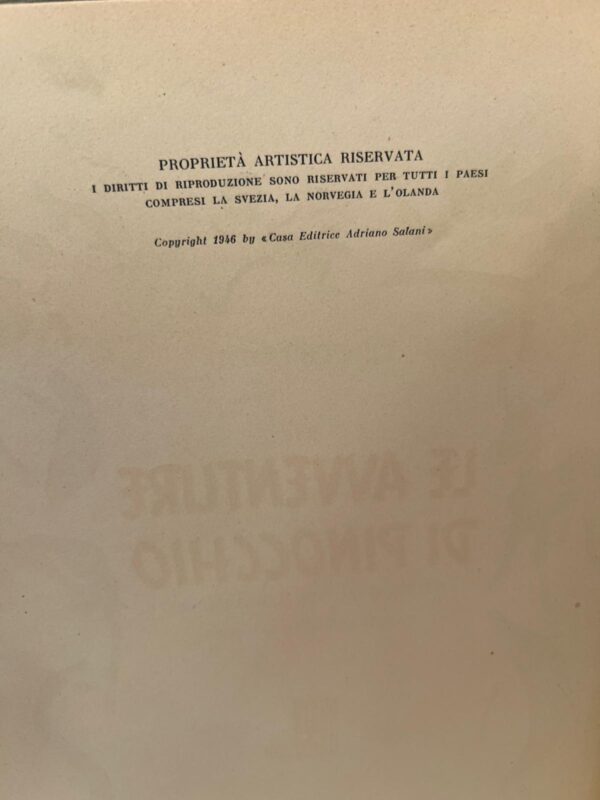 PROPRIETÀ ARTISTICA RISERVATA
I DIRITTI DI RIPRODUZIONE SONO RISERVATI PER TUTTI I PAESI
COMPRESI LA SVEZIA, LA NORVEGIA E L'OLANDA
Copyright 1946 by «Casa Editrice Adriano Salani»
LE AVVENTURE
DI PINOCCHIO